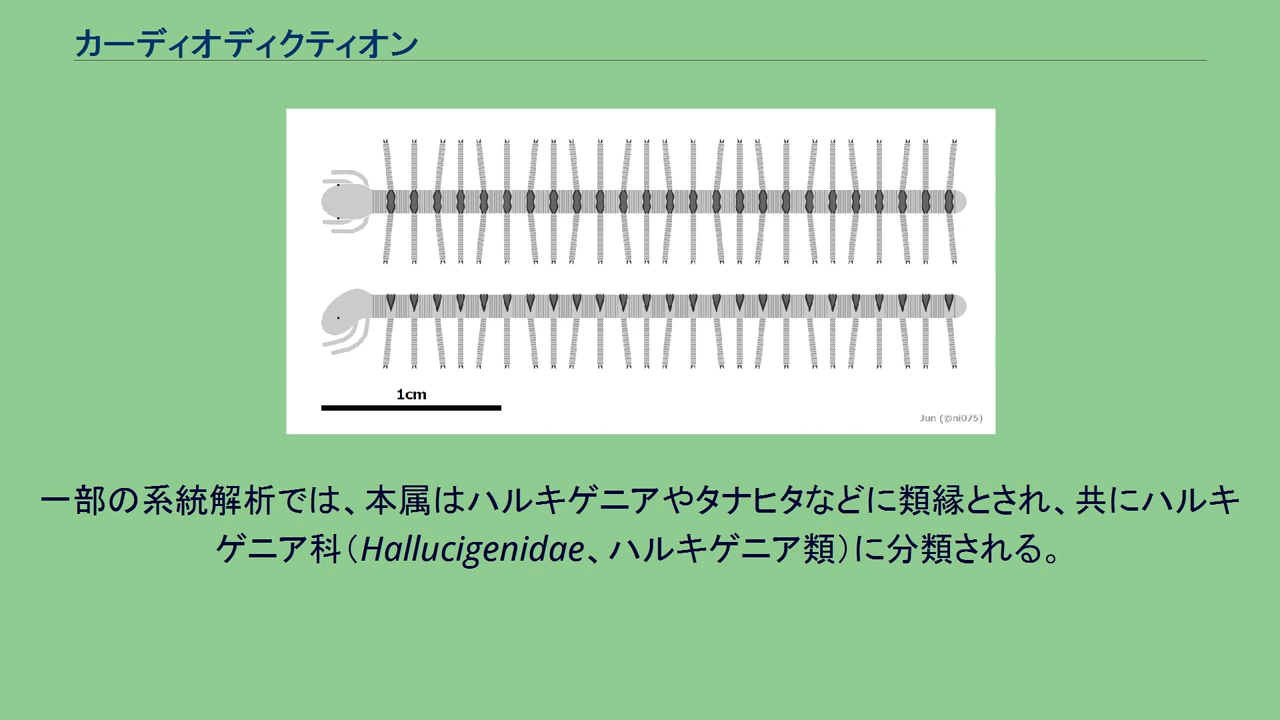 カーディオディクティオン
1cm
Jun (@ni075)
一部の系統解析では、本属はハルキゲニアやタナヒタなどに類縁とされ、共にハルキ
ゲニア科（Hallucigenidae、ハルキゲニア類）に分類される。